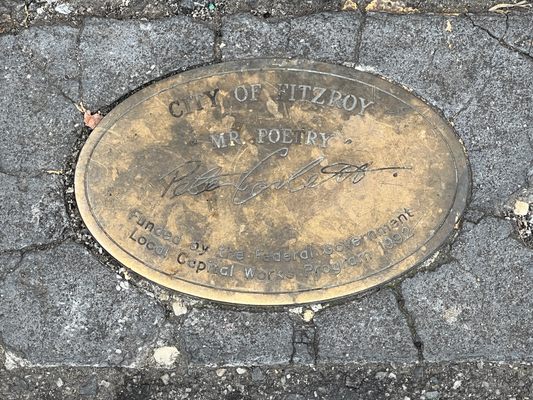 CITY OF FITZROY
MR. POETRY
Funded by the Federal Government
Local Capital Works Program 1992